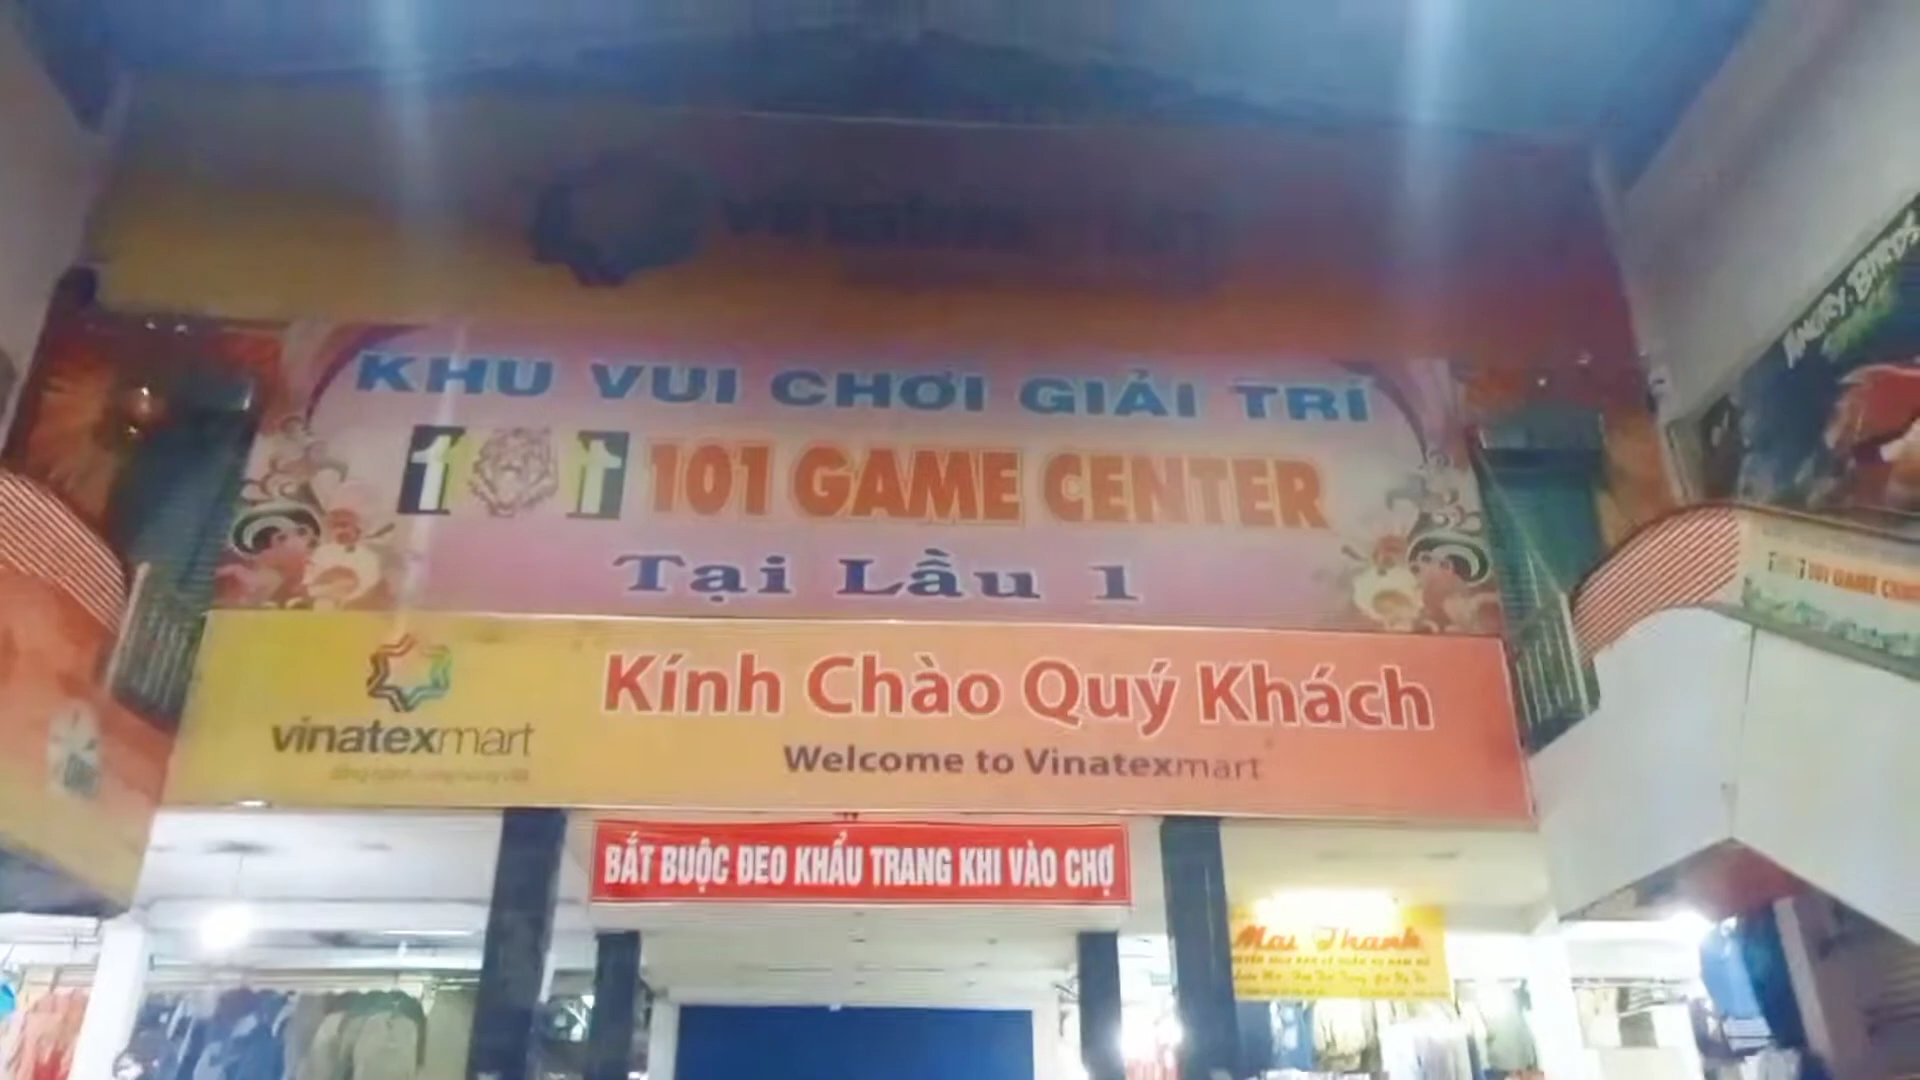 KHU VUI CHƠI GIẢI TRÍ
101 GAME CENTER
Tại Lầu 1
vinatexmart
Kính Chào Quý Khách
Welcome to Vinatexmart
BẮT BUỘC ĐEO KHẨU TRANG KHI VÀO CHỢ
Mai Thanh
ANGRY BIRDS
101 GAME